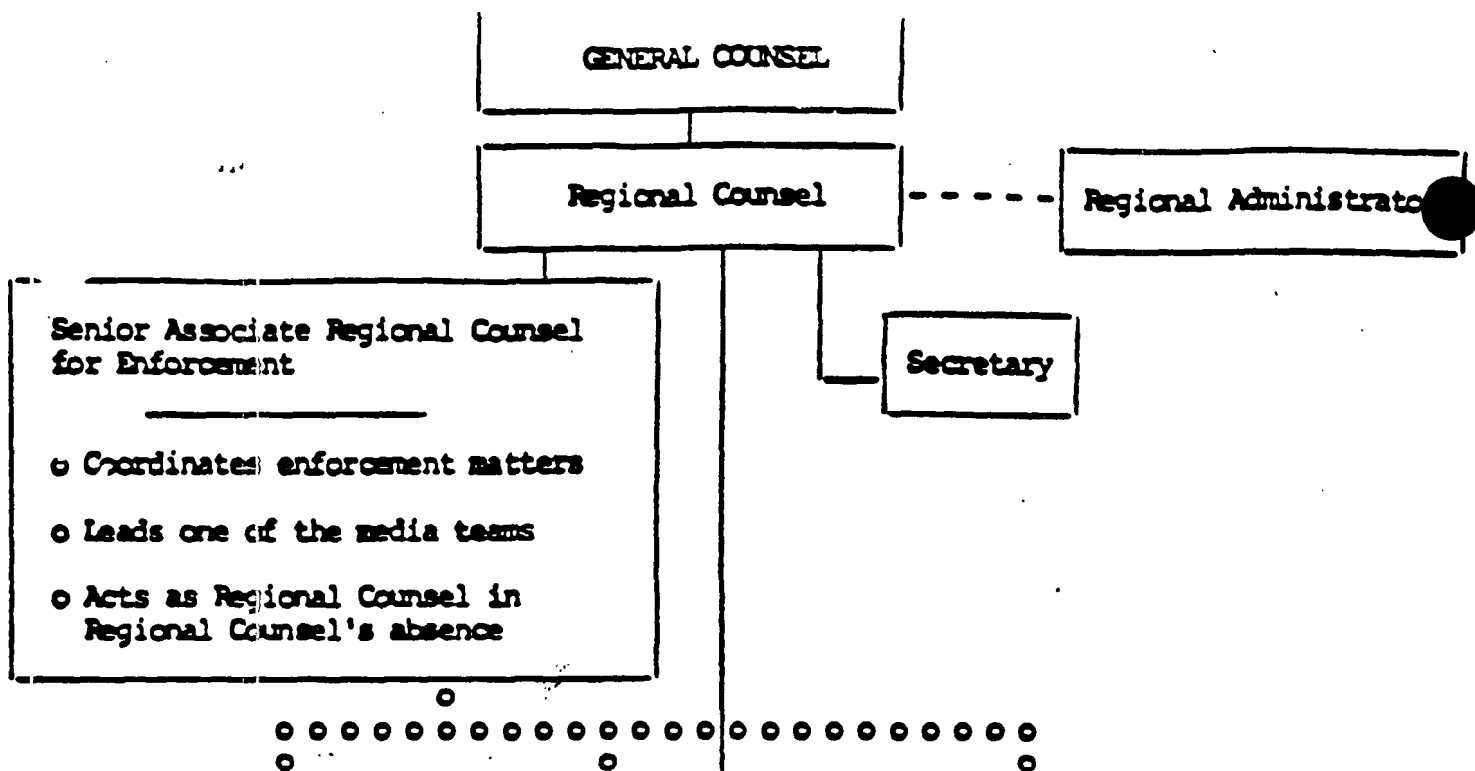 GENERAL COUNSEL
Regional Counsel
Regional Administrato
Senior Associate Regional Counsel
for Enforcement
Secretary
o Coordinates enforcement matters
o Leads one of the media teams
o Acts as Regional Counsel in
Regional Counsel's absence
o
o o o o o o o o o o o o o o o o o o o o o o o o
o o o